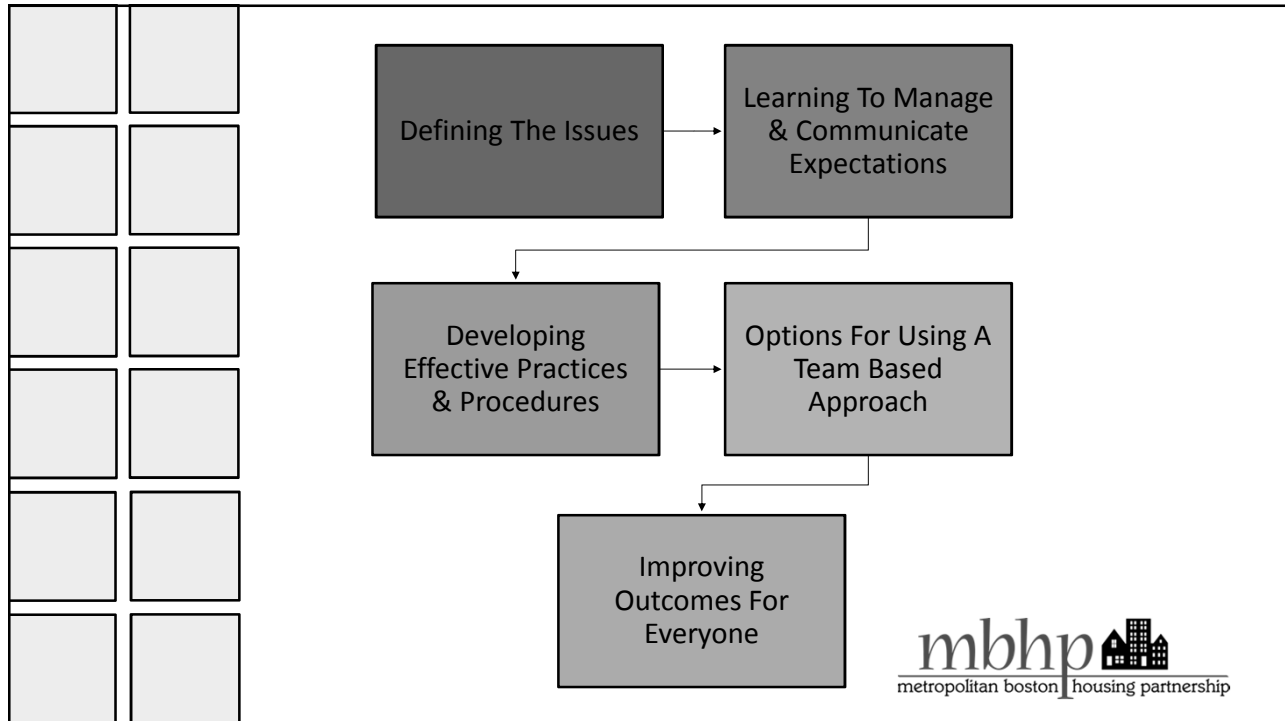 Defining The Issues
Learning To Manage
& Communicate
Expectations
Developing
Effective Practices
& Procedures
Options For Using A
Team Based
Approach
Improving
Outcomes For
Everyone
mbhp
metropolitan boston housing partnership